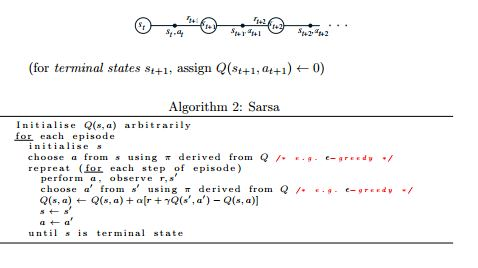 s_t r_{t+1} s_{t+1} r_{t+2} s_{t+2} ...
s_t, a_t s_{t+1}, a_{t+1} s_{t+2}, a_{t+2}
(for terminal states s_{t+1}, assign Q(s_{t+1}, a_{t+1}) ← 0)
Algorithm 2: Sarsa
Initialise Q(s, a) arbitrarily
for each episode
initialise s
choose a from s using π derived from Q /* e.g. ϵ-greedy */
repeat (for each step of episode)
perform a, observe r, s′
choose a′ from s′ using π derived from Q /* e.g. ϵ-greedy */
Q(s, a) ← Q(s, a) + α[r + γQ(s′, a′) − Q(s, a)]
s ← s′
a ← a′
until s is terminal state